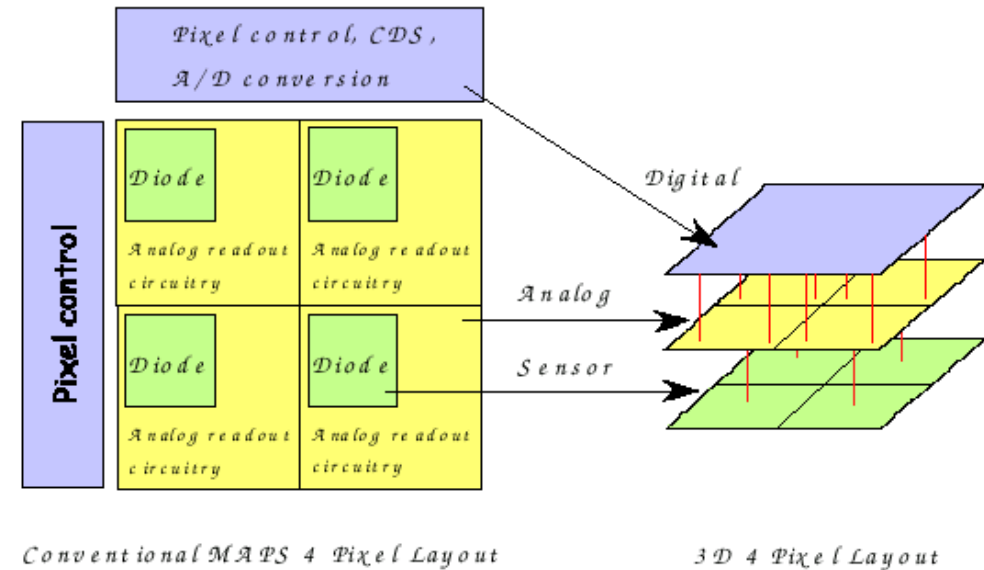 Pixel control, CDS,
A/D conversion
Pixel control
Diode
Diode
Analog readout
circuitry
Analog readout
circuitry
Diode
Diode
Analog readout
circuitry
Analog readout
circuitry
Digital
Analog
Sensor
Conventional MAPS 4 Pixel Layout
3D 4 Pixel Layout